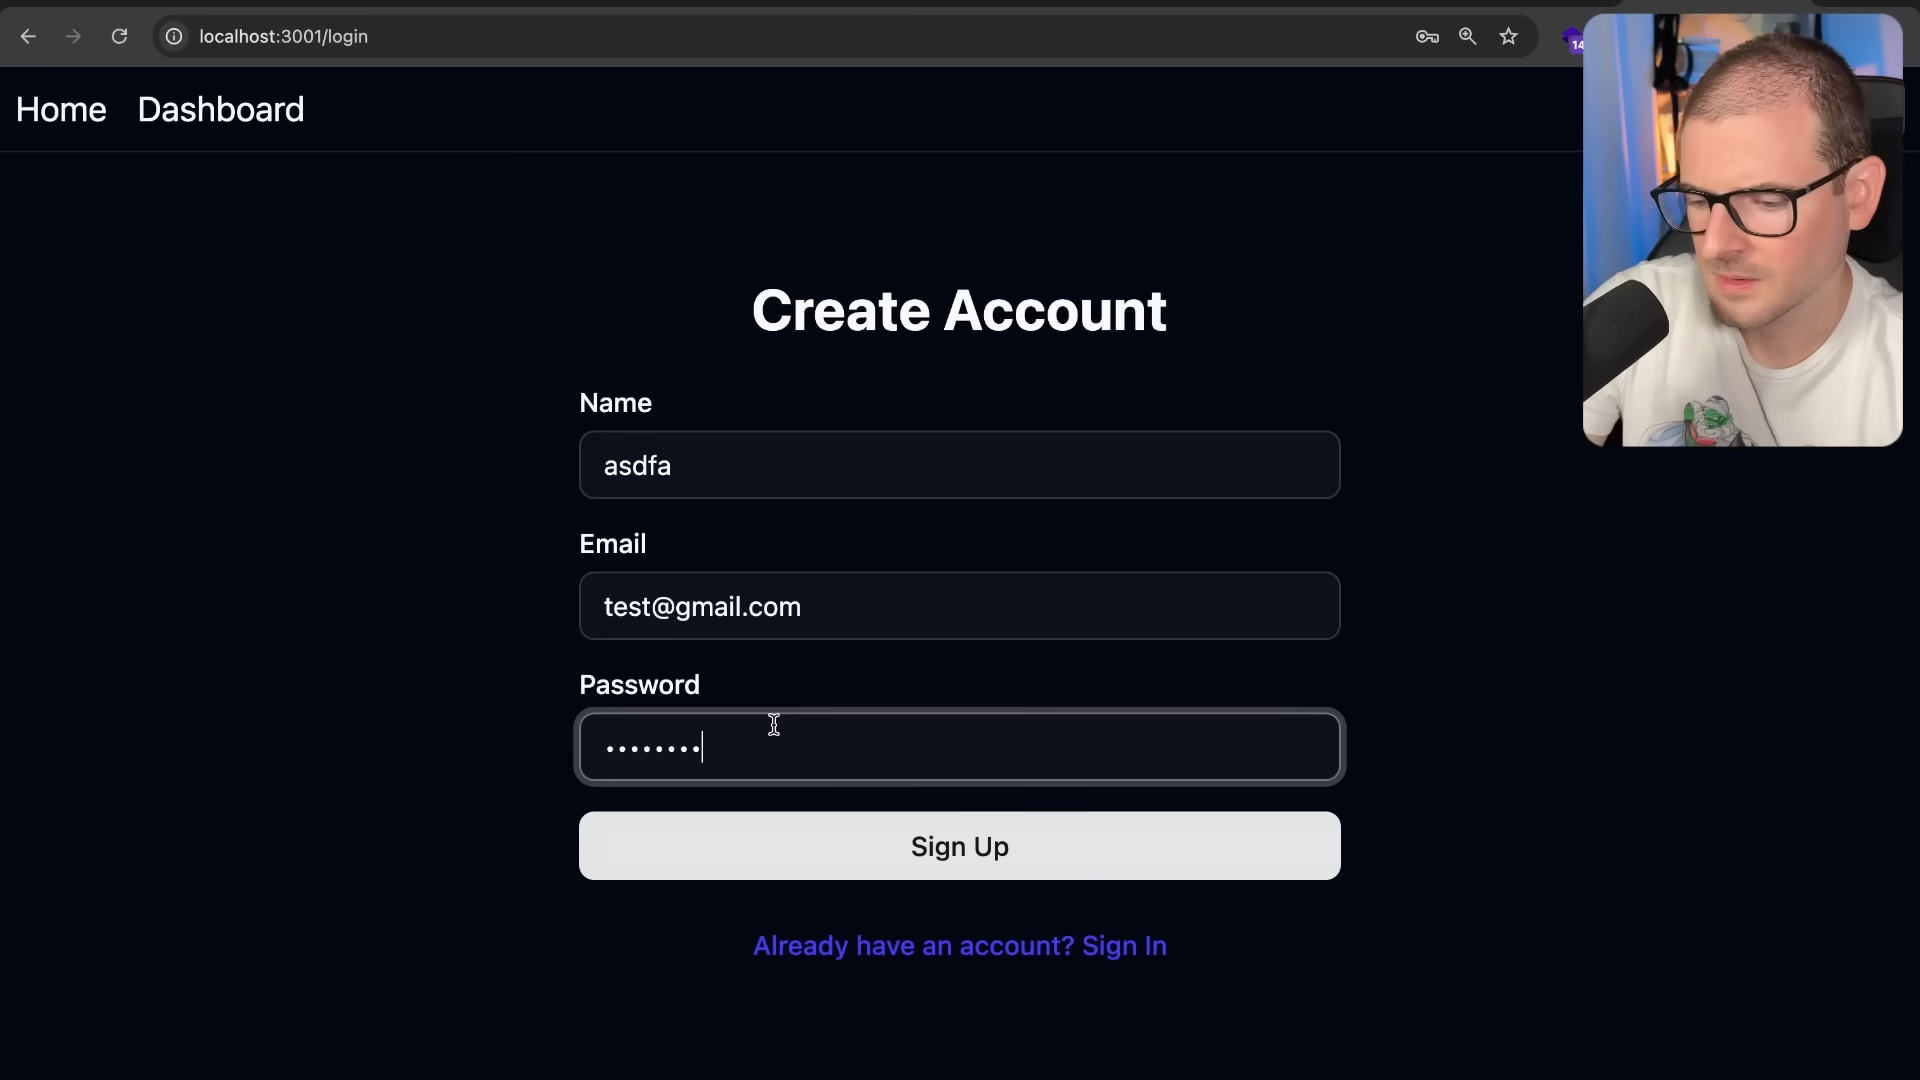 localhost:3001/login
14
Home Dashboard
Create Account
Name
asdfa
Email
test@gmail.com
Password
••••••••
Sign Up
Already have an account? Sign In